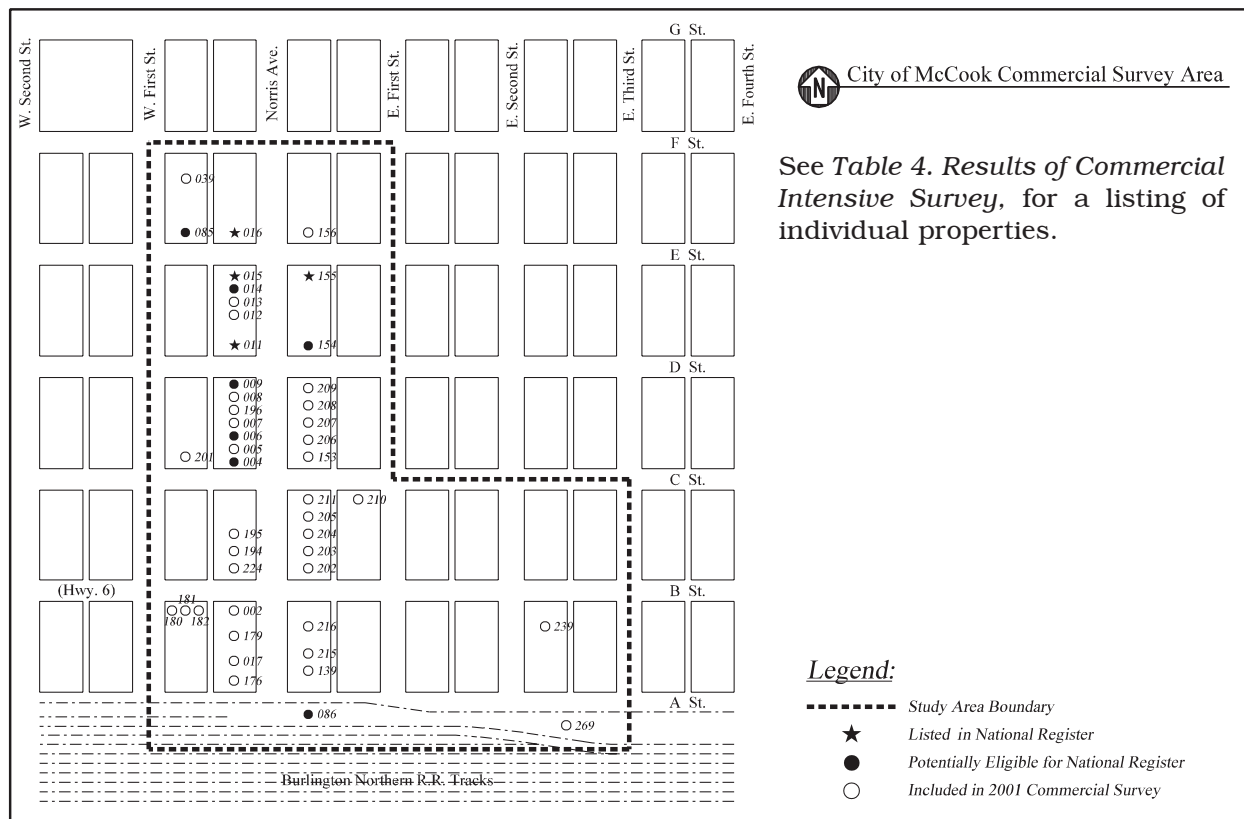 G St.
W. Second St.
W. First St.
Norris Ave.
E. First St.
E. Second St.
E. Third St.
E. Fourth St.
N
City of McCook Commercial Survey Area
See Table 4. Results of Commercial
Intensive Survey, for a listing of
individual properties.
F St.
039
085
016
156
E St.
015
155
014
013
012
011
154
D St.
009
209
008
208
196
007
207
006
206
005
201
153
004
C St.
211
210
205
195
204
194
203
224
202
(Hwy. 6)
B St.
181
180
182
002
216
239
179
215
017
139
176
A St.
086
269
Burlington Northern R.R. Tracks
Legend:
Study Area Boundary
Listed in National Register
Potentially Eligible for National Register
Included in 2001 Commercial Survey